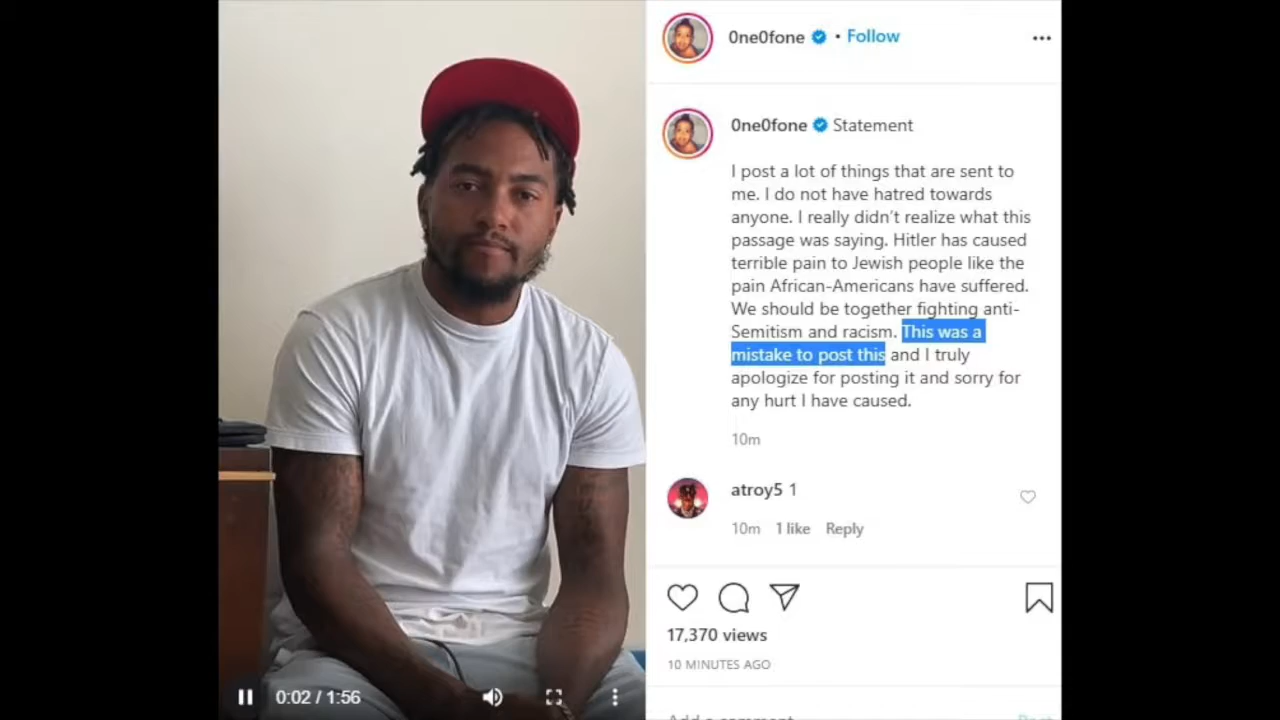 0ne0fone • Follow
0ne0fone Statement
I post a lot of things that are sent to
me. I do not have hatred towards
anyone. I really didn't realize what this
passage was saying. Hitler has caused
terrible pain to Jewish people like the
pain African-Americans have suffered.
We should be together fighting anti-
Semitism and racism. This was a
mistake to post this and I truly
apologize for posting it and sorry for
any hurt I have caused.
10m
atroy5 1
10m 1 like Reply
17,370 views
10 MINUTES AGO
Add a comment
Post
0:02 / 1:56